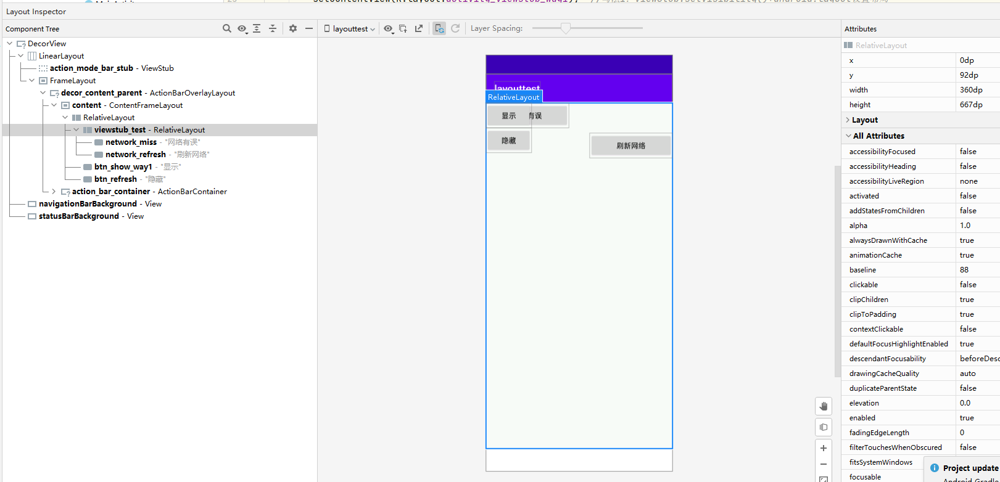 Layout Inspector
Component Tree
layouttest
Layer Spacing:
Attributes
DecorView
LinearLayout
action_mode_bar_stub - ViewStub
FrameLayout
decor_content_parent - ActionBarOverlayLayout
content - ContentFrameLayout
RelativeLayout
viewstub_test - RelativeLayout
network_miss - "网络有误"
network_refresh - "刷新网络"
btn_show_way1 - "显示"
btn_refresh - "隐藏"
action_bar_container - ActionBarContainer
navigationBarBackground - View
statusBarBackground - View
layouttest
RelativeLayout
显示 有误
隐藏
刷新网络
RelativeLayout
x 0dp
y 92dp
width 360dp
height 667dp
Layout
All Attributes
accessibilityFocused false
accessibilityHeading false
accessibilityLiveRegion none
activated false
addStatesFromChildren false
alpha 1.0
alwaysDrawnWithCache true
animationCache true
baseline 88
clickable false
clipChildren true
clipToPadding true
contextClickable false
defaultFocusHighlightEnabled true
descendantFocusability beforeDesc
drawingCacheQuality auto
duplicateParentState false
elevation 0.0
enabled true
fadingEdgeLength 0
filterTouchesWhenObscured false
fitsSystemWindows
focusable
Project update
Android Gradle